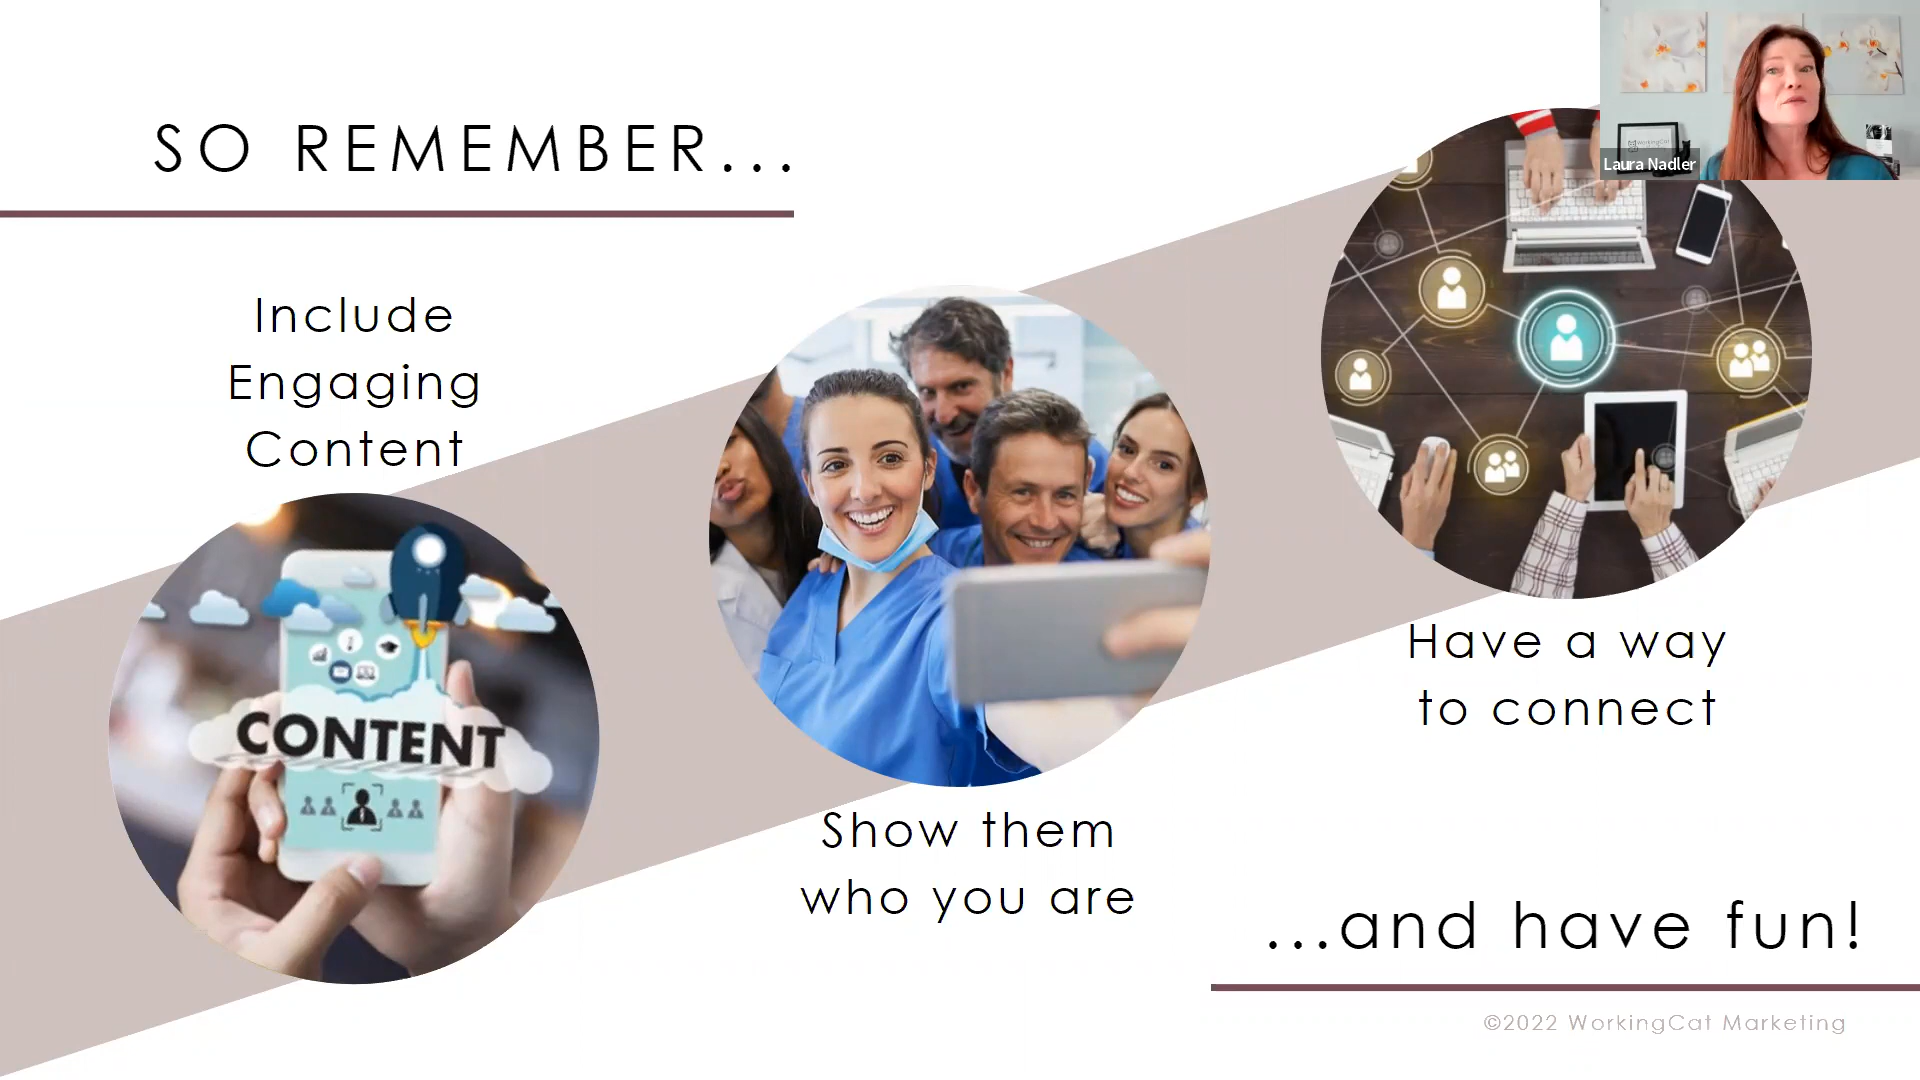 SO REMEMBER...
Laura Nadler
Include
Engaging
Content
CONTENT
Show them
who you are
Have a way
to connect
...and have fun!
©2022 WorkingCat Marketing